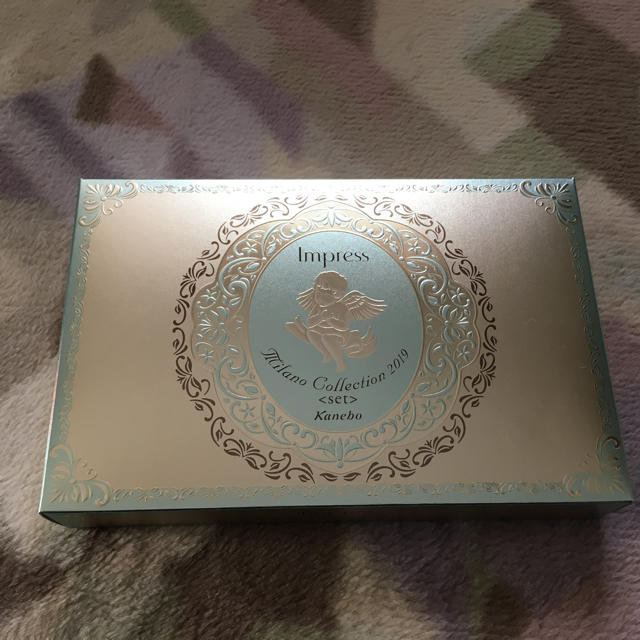 Impress
Milano Collection 2019
<set>
Kanebo